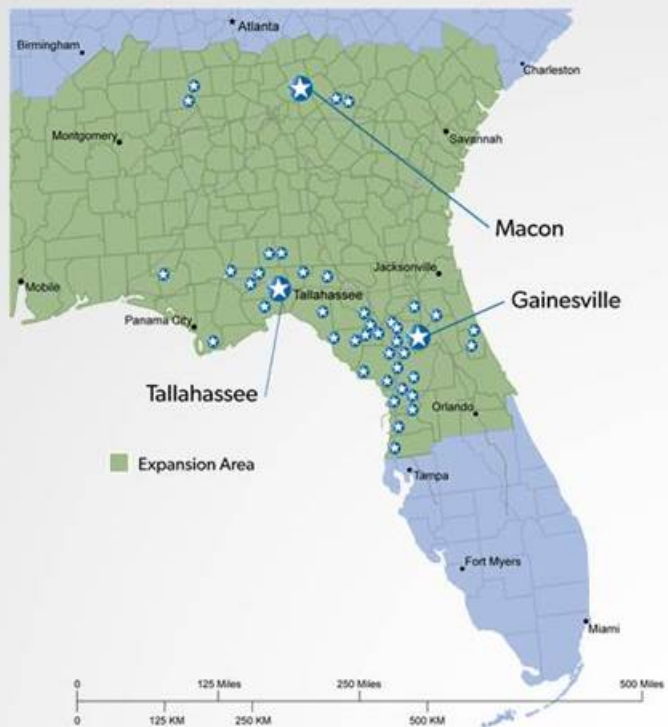 Atlanta
Birmingham
Charleston
Montgomery
Savannah
Macon
Jacksonville
Mobile
Tallahassee
Gainesville
Panama City
Tallahassee
Orlando
Expansion Area
Tampa
Fort Myers
Miami
0 125 Miles 250 Miles 500 Miles
0 125 KM 250 KM 500 KM